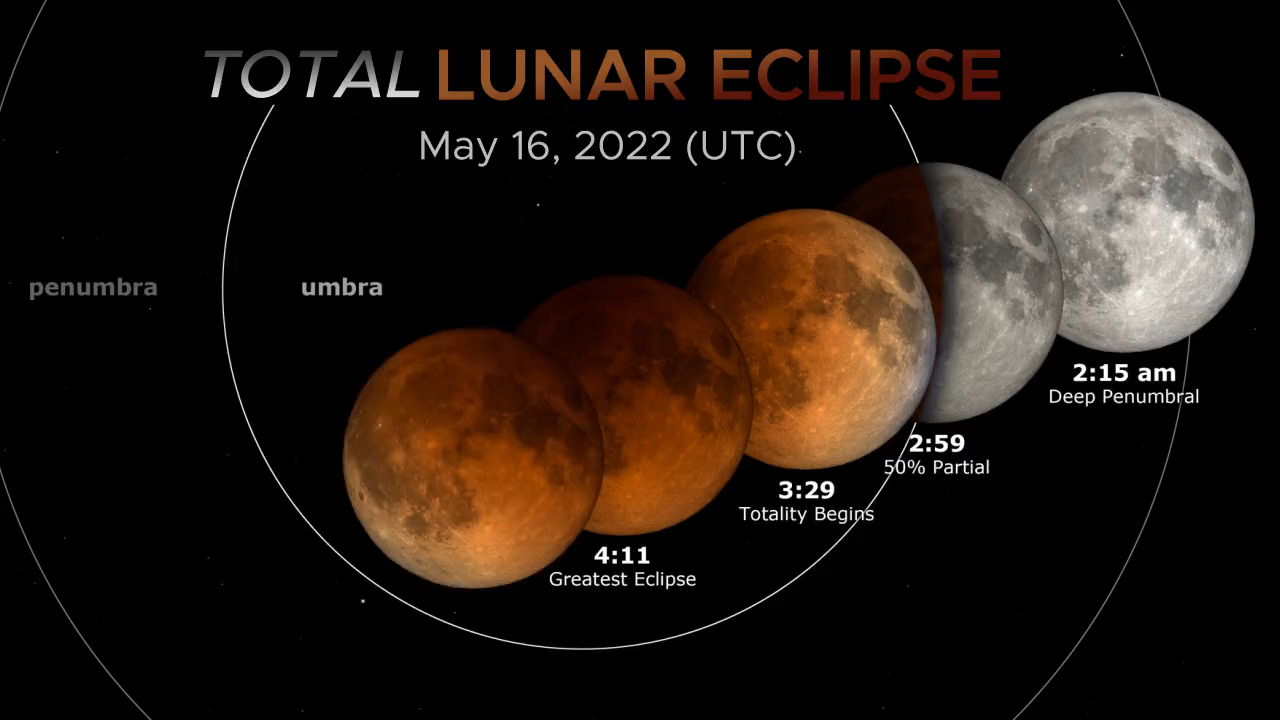 TOTAL LUNAR ECLIPSE
May 16, 2022 (UTC)
penumbra
umbra
2:15 am
Deep Penumbral
2:59
50% Partial
3:29
Totality Begins
4:11
Greatest Eclipse